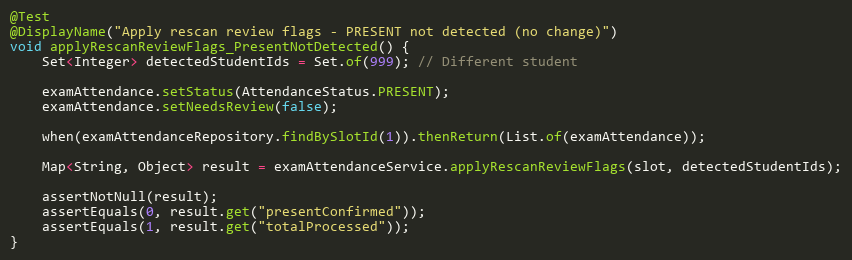 @Test
@DisplayName("Apply rescan review flags - PRESENT not detected (no change)")
void applyRescanReviewFlags_PresentNotDetected() {
    Set<Integer> detectedStudentIds = Set.of(999); // Different student

    examAttendance.setStatus(AttendanceStatus.PRESENT);
    examAttendance.setNeedsReview(false);

    when(examAttendanceRepository.findBySlotId(1)).thenReturn(List.of(examAttendance));

    Map<String, Object> result = examAttendanceService.applyRescanReviewFlags(slot, detectedStudentIds);

    assertNotNull(result);
    assertEquals(0, result.get("presentConfirmed"));
    assertEquals(1, result.get("totalProcessed"));
}